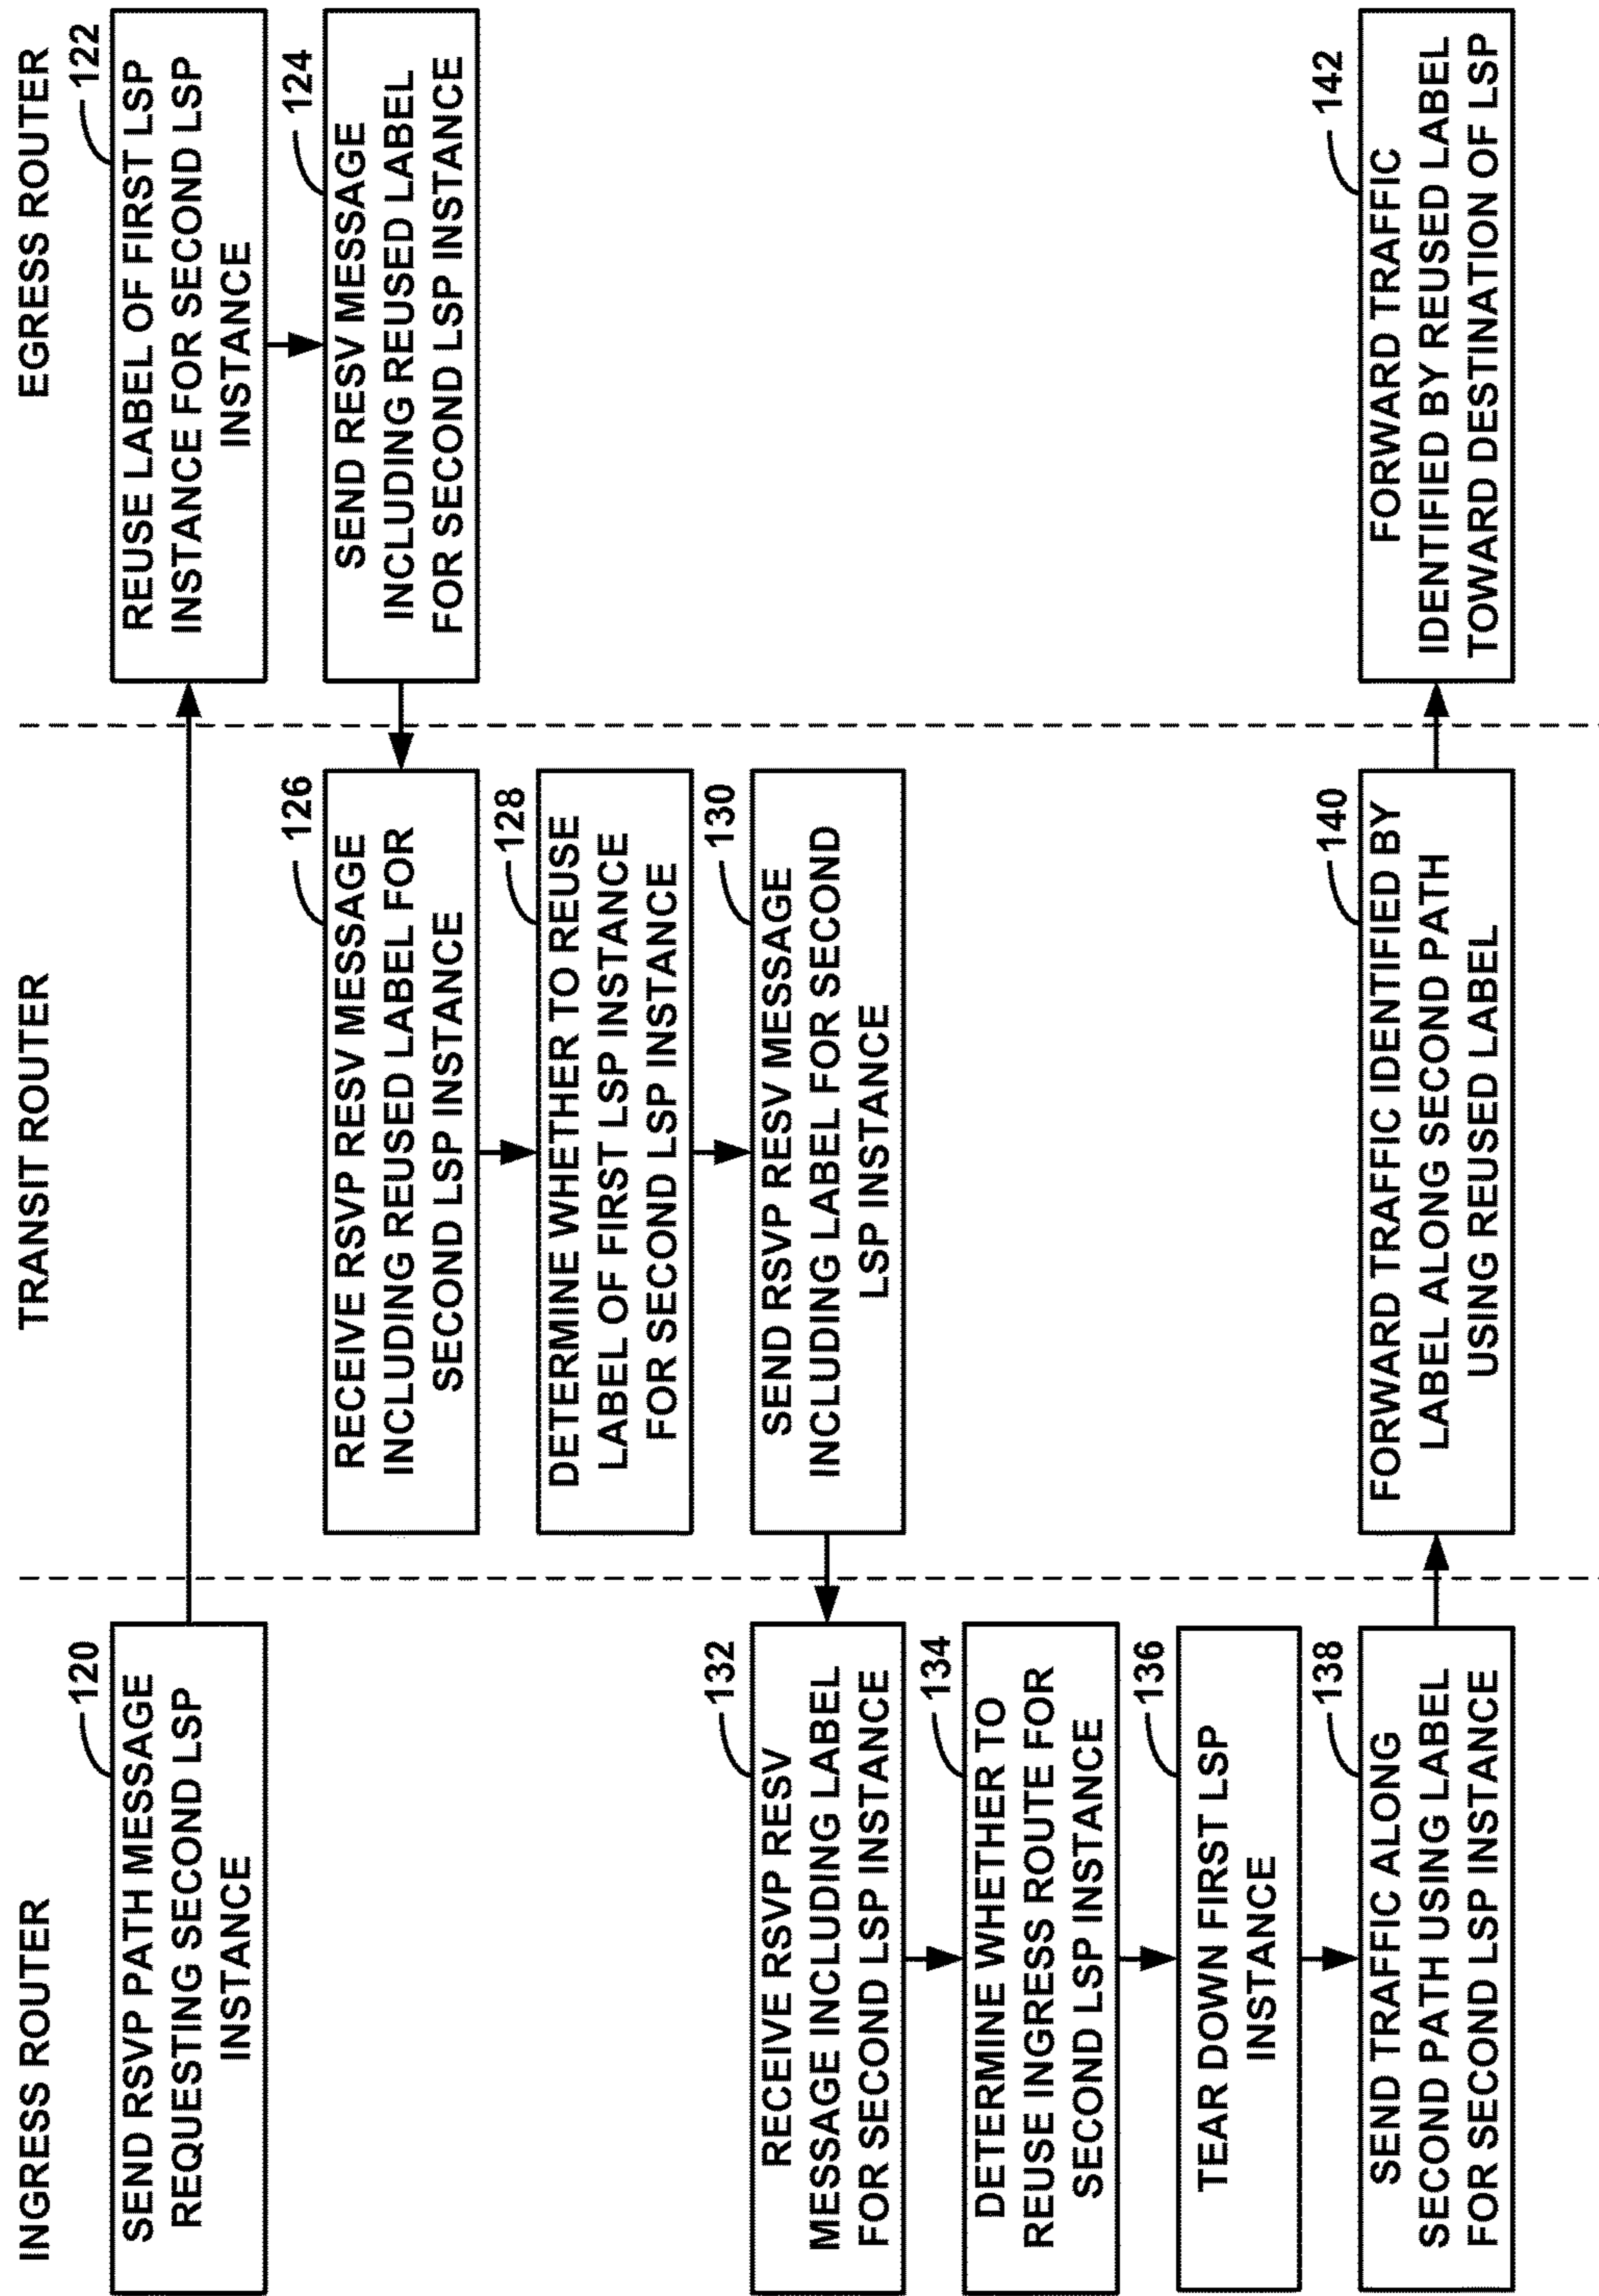 INGRESS ROUTER
TRANSIT ROUTER
EGRESS ROUTER
120
SEND RSVP PATH MESSAGE
REQUESTING SECOND LSP
INSTANCE
122
REUSE LABEL OF FIRST LSP
INSTANCE FOR SECOND LSP
INSTANCE
124
SEND RESV MESSAGE
INCLUDING REUSED LABEL
FOR SECOND LSP INSTANCE
126
RECEIVE RSVP RESV MESSAGE
INCLUDING REUSED LABEL FOR
SECOND LSP INSTANCE
128
DETERMINE WHETHER TO REUSE
LABEL OF FIRST LSP INSTANCE
FOR SECOND LSP INSTANCE
130
SEND RSVP RESV MESSAGE
INCLUDING LABEL FOR SECOND
LSP INSTANCE
132
RECEIVE RSVP RESV
MESSAGE INCLUDING LABEL
FOR SECOND LSP INSTANCE
134
DETERMINE WHETHER TO
REUSE INGRESS ROUTE FOR
SECOND LSP INSTANCE
136
TEAR DOWN FIRST LSP
INSTANCE
138
SEND TRAFFIC ALONG
SECOND PATH USING LABEL
FOR SECOND LSP INSTANCE
140
FORWARD TRAFFIC IDENTIFIED BY
LABEL ALONG SECOND PATH
USING REUSED LABEL
142
FORWARD TRAFFIC
IDENTIFIED BY REUSED LABEL
TOWARD DESTINATION OF LSP